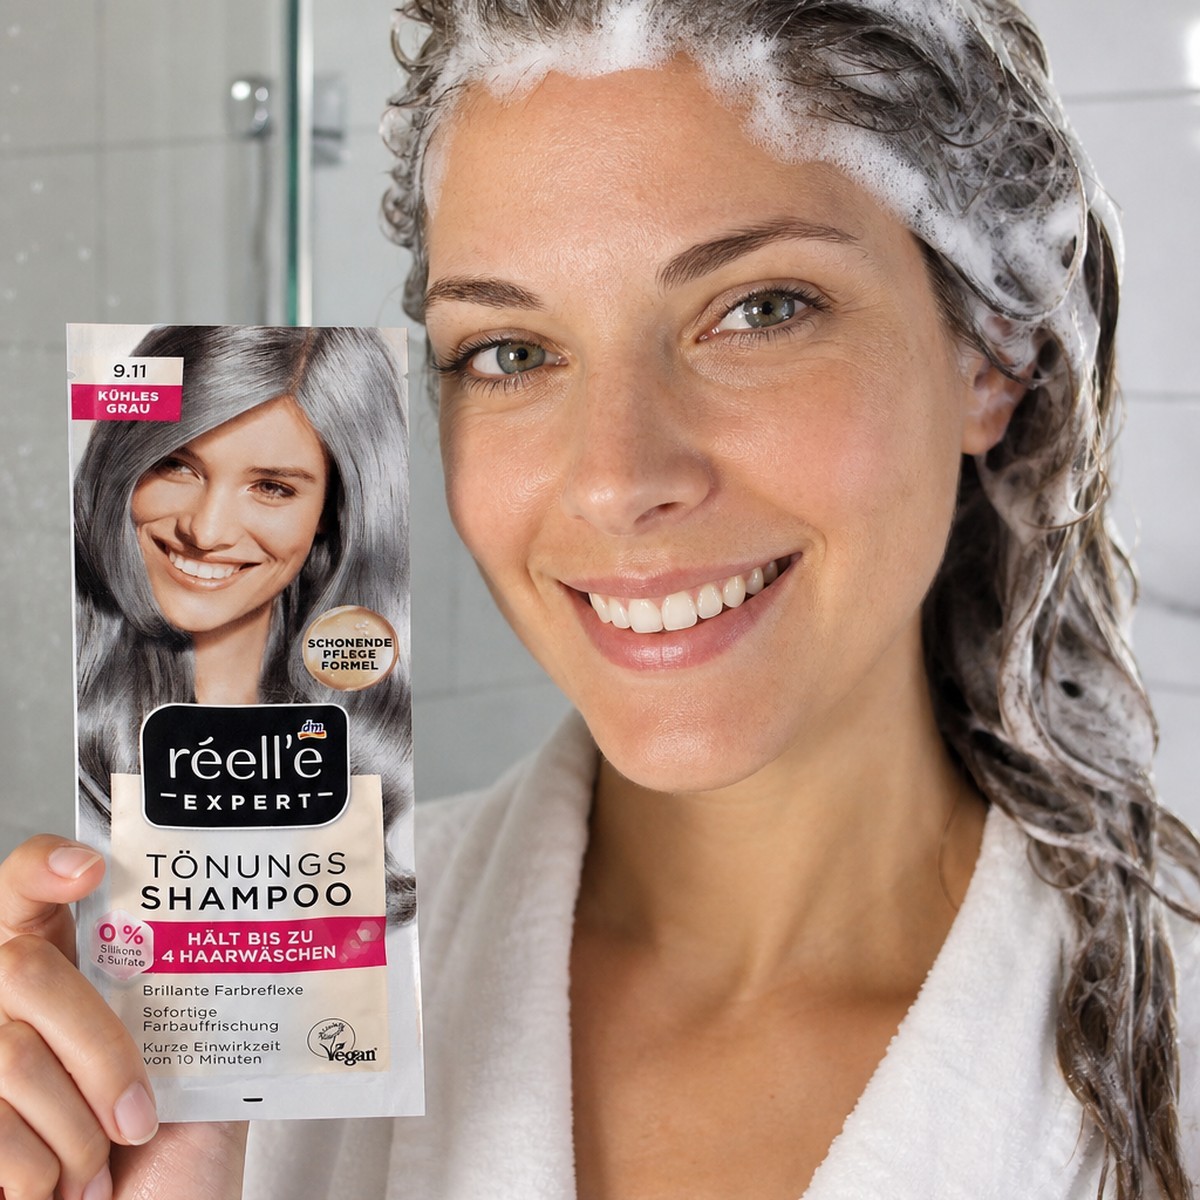 9.11
KÜHLES
GRAU
SCHONENDE
PFLEGE
FORMEL
dm
réell'e
EXPERT
TÖNUNGS
SHAMPOO
0 %
Silikone
& Sulfate
HÄLT BIS ZU
4 HAARWÄSCHEN
Brillante Farbreflexe
Sofortige
Farbauffrischung
Kurze Einwirkzeit
von 10 Minuten
Vegan